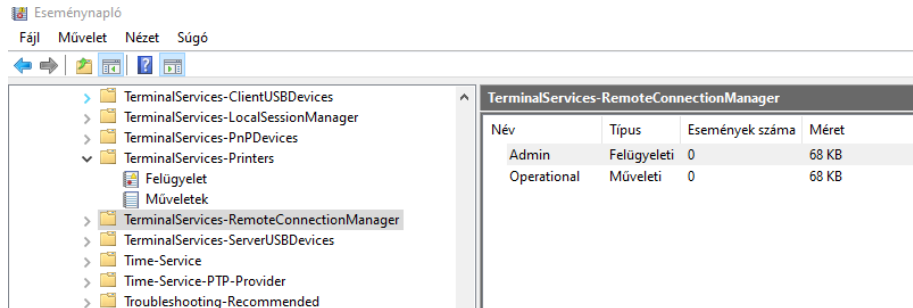 Eseménynapló
Fájl Művelet Nézet Súgó
TerminalServices-ClientUSBDevices
TerminalServices-LocalSessionManager
TerminalServices-PnPDevices
TerminalServices-Printers
Felügyelet
Műveletek
TerminalServices-RemoteConnectionManager
TerminalServices-ServerUSBDevices
Time-Service
Time-Service-PTP-Provider
Troubleshooting-Recommended
TerminalServices-RemoteConnectionManager
Név Típus Események száma Méret
Admin Felügyeleti 0 68 KB
Operational Műveleti 0 68 KB